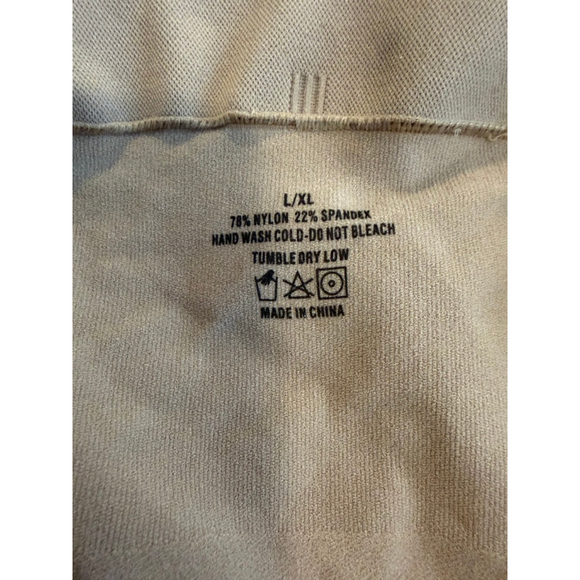 L/XL
78% NYLON 22% SPANDEX
HAND WASH COLD-DO NOT BLEACH
TUMBLE DRY LOW
MADE IN CHINA